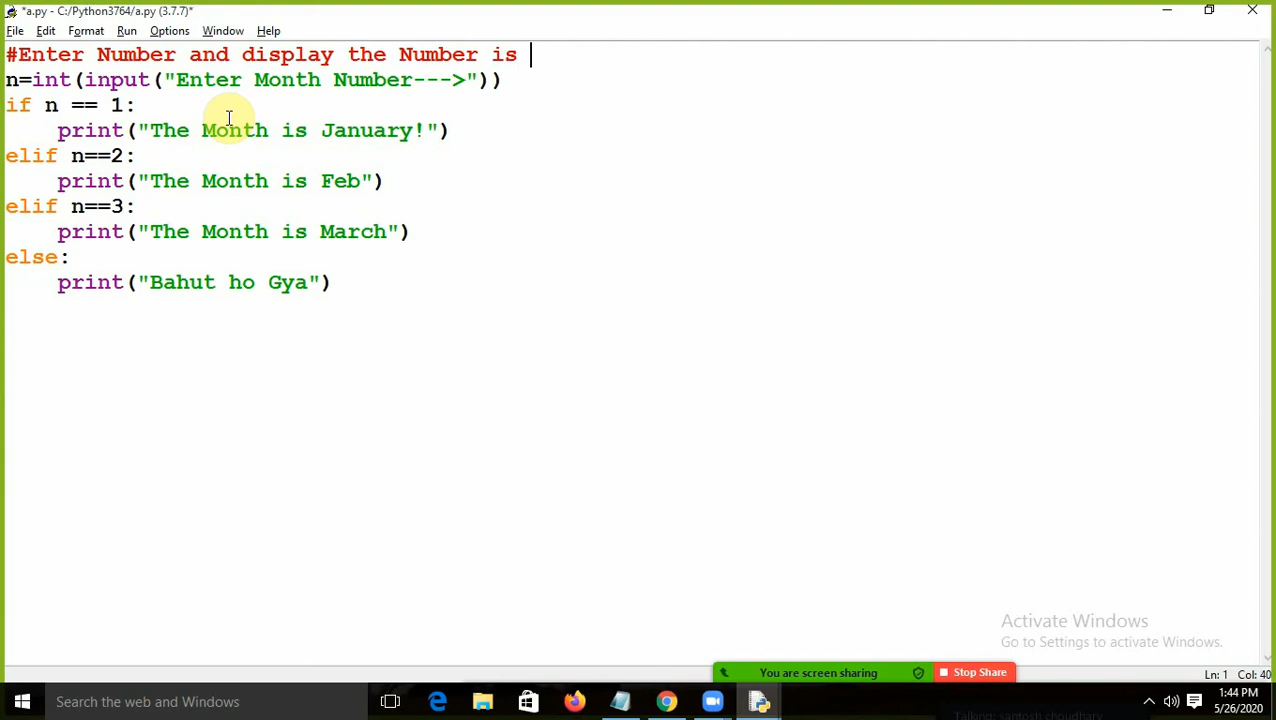 *a.py - C:/Python3764/a.py (3.7.7)*
File Edit Format Run Options Window Help
#Enter Number and display the Number is
n=int(input("Enter Month Number--->"))
if n == 1:
    print("The Month is January!")
elif n==2:
    print("The Month is Feb")
elif n==3:
    print("The Month is March")
else:
    print("Bahut ho Gya")
Activate Windows
Go to Settings to activate Windows.
You are screen sharing Stop Share
Ln: 1 Col: 40
Search the web and Windows
1:44 PM
5/26/2020
Talking: santosh choudhary